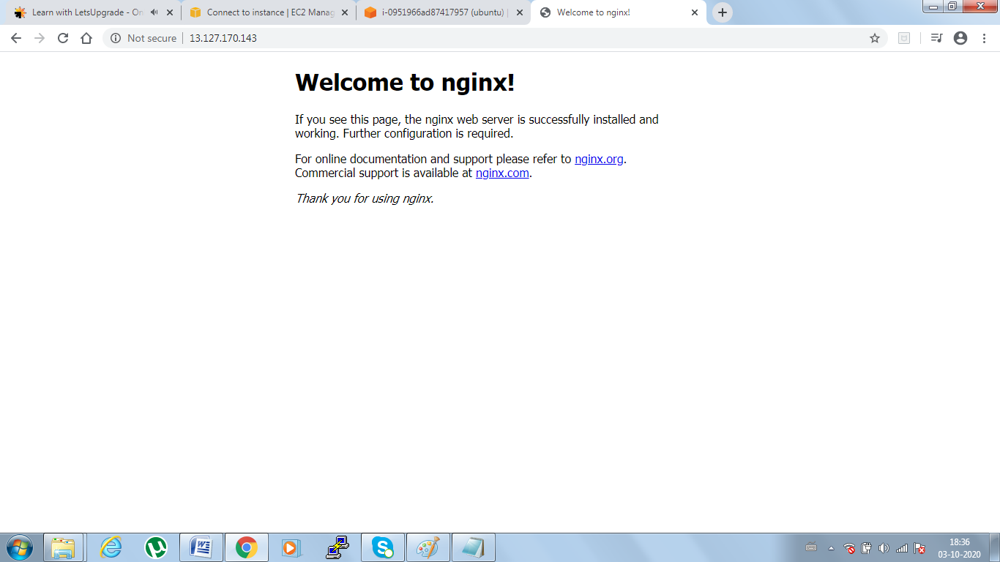 Learn with LetsUpgrade - On
Connect to instance | EC2 Manag
i-0951966ad87417957 (ubuntu) |
Welcome to nginx!
Not secure
13.127.170.143
Welcome to nginx!
If you see this page, the nginx web server is successfully installed and
working. Further configuration is required.
For online documentation and support please refer to nginx.org.
Commercial support is available at nginx.com.
Thank you for using nginx.
18:36
03-10-2020